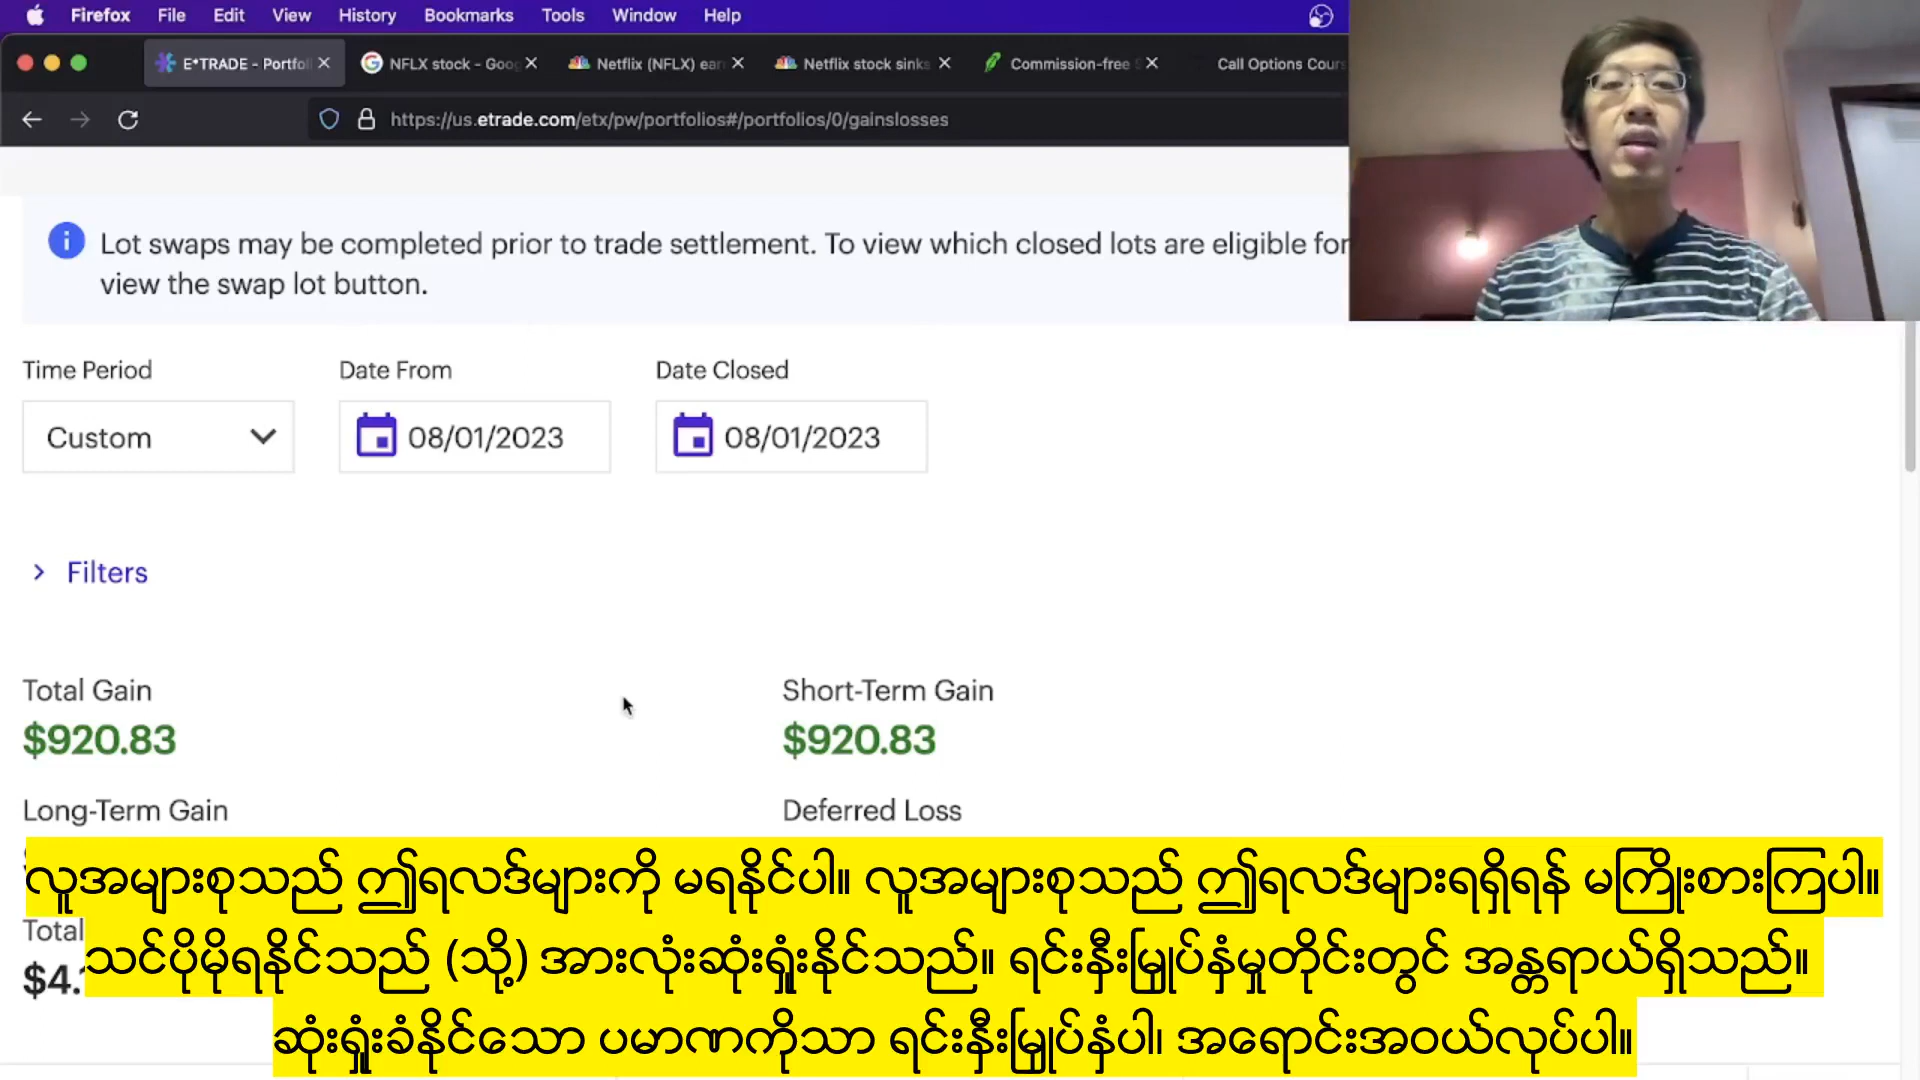 Firefox File Edit View History Bookmarks Tools Window Help
E*TRADE - Portfol NFLX stock - Goog Netflix (NFLX) ear Netflix stock sinks Commission-free Call Options Cour
https://us.etrade.com/etx/pw/portfolios#/portfolios/0/gainslosses
Lot swaps may be completed prior to trade settlement. To view which closed lots are eligible for
view the swap lot button.
Time Period Date From Date Closed
Custom 08/01/2023 08/01/2023
Filters
Total Gain Short-Term Gain
$920.83 $920.83
Long-Term Gain Deferred Loss
လူအများစုသည် ဤရလဒ်များကို မရနိုင်ပါ။ လူအများစုသည် ဤရလဒ်များရရှိရန် မကြိုးစားကြပါ။
Total
သင်ပိုမိုရနိုင်သည် (သို့) အားလုံးဆုံးရှုံးနိုင်သည်။ ရင်းနှီးမြှုပ်နှံမှုတိုင်းတွင် အန္တရာယ်ရှိသည်။
$4.
ဆုံးရှုံးခံနိုင်သော ပမာဏကိုသာ ရင်းနှီးမြှုပ်နှံပါ၊ အရောင်းအဝယ်လုပ်ပါ။